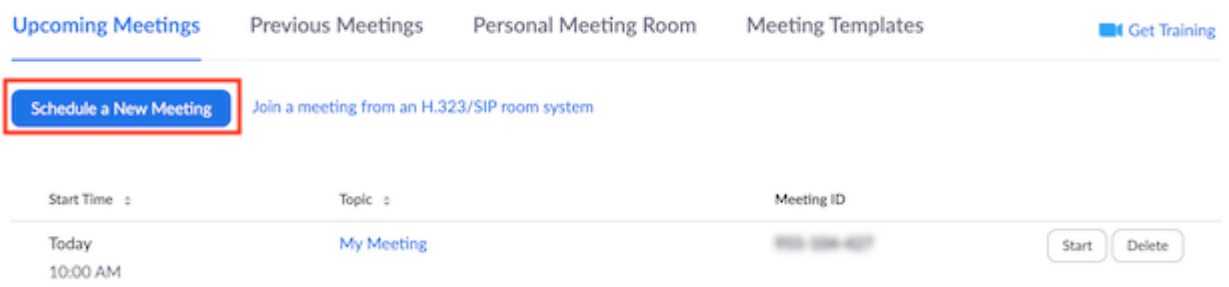 Upcoming Meetings Previous Meetings Personal Meeting Room Meeting Templates Get Training
Schedule a New Meeting Join a meeting from an H.323/SIP room system
Start Time Topic Meeting ID
Today My Meeting Start Delete
10:00 AM